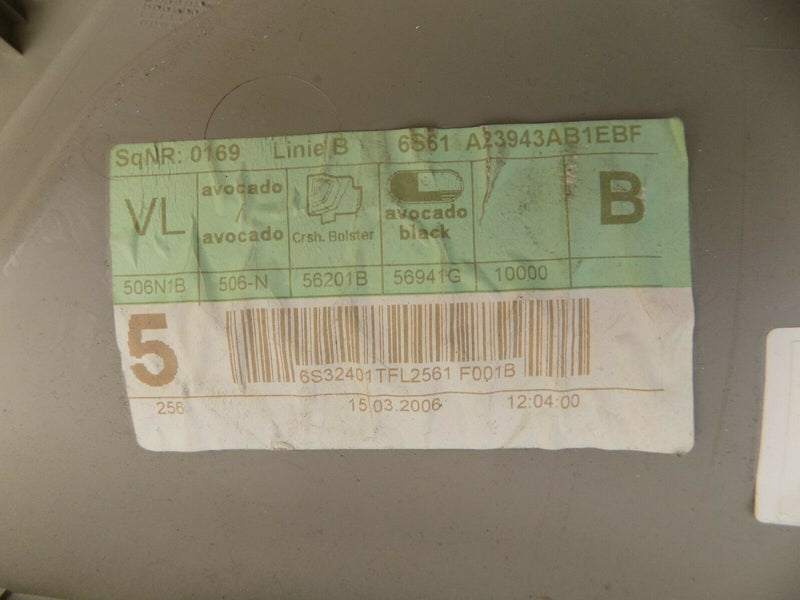 SqNR: 0169 Linie B 6S61 A23943AB1EBF
VL avocado / avocado Crsh. Bolster avocado black B
506N1B 506-N 56201B 56941G 10000
5
6S32401TFL2561 F001B
256 15.03.2006 12:04:00